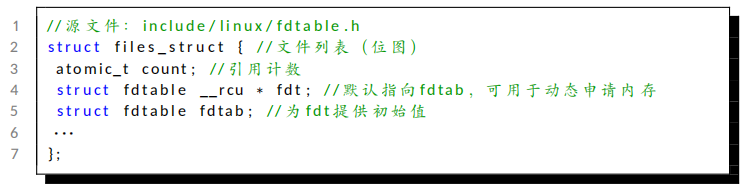 1 //源文件: include/linux/fdtable.h
2 struct files_struct { //文件列表（位图）
3 atomic_t count; //引用计数
4 struct fdtable __rcu * fdt; //默认指向fdtab, 可用于动态申请内存
5 struct fdtable fdtab; //为fdt提供初始值
6 ...
7 };